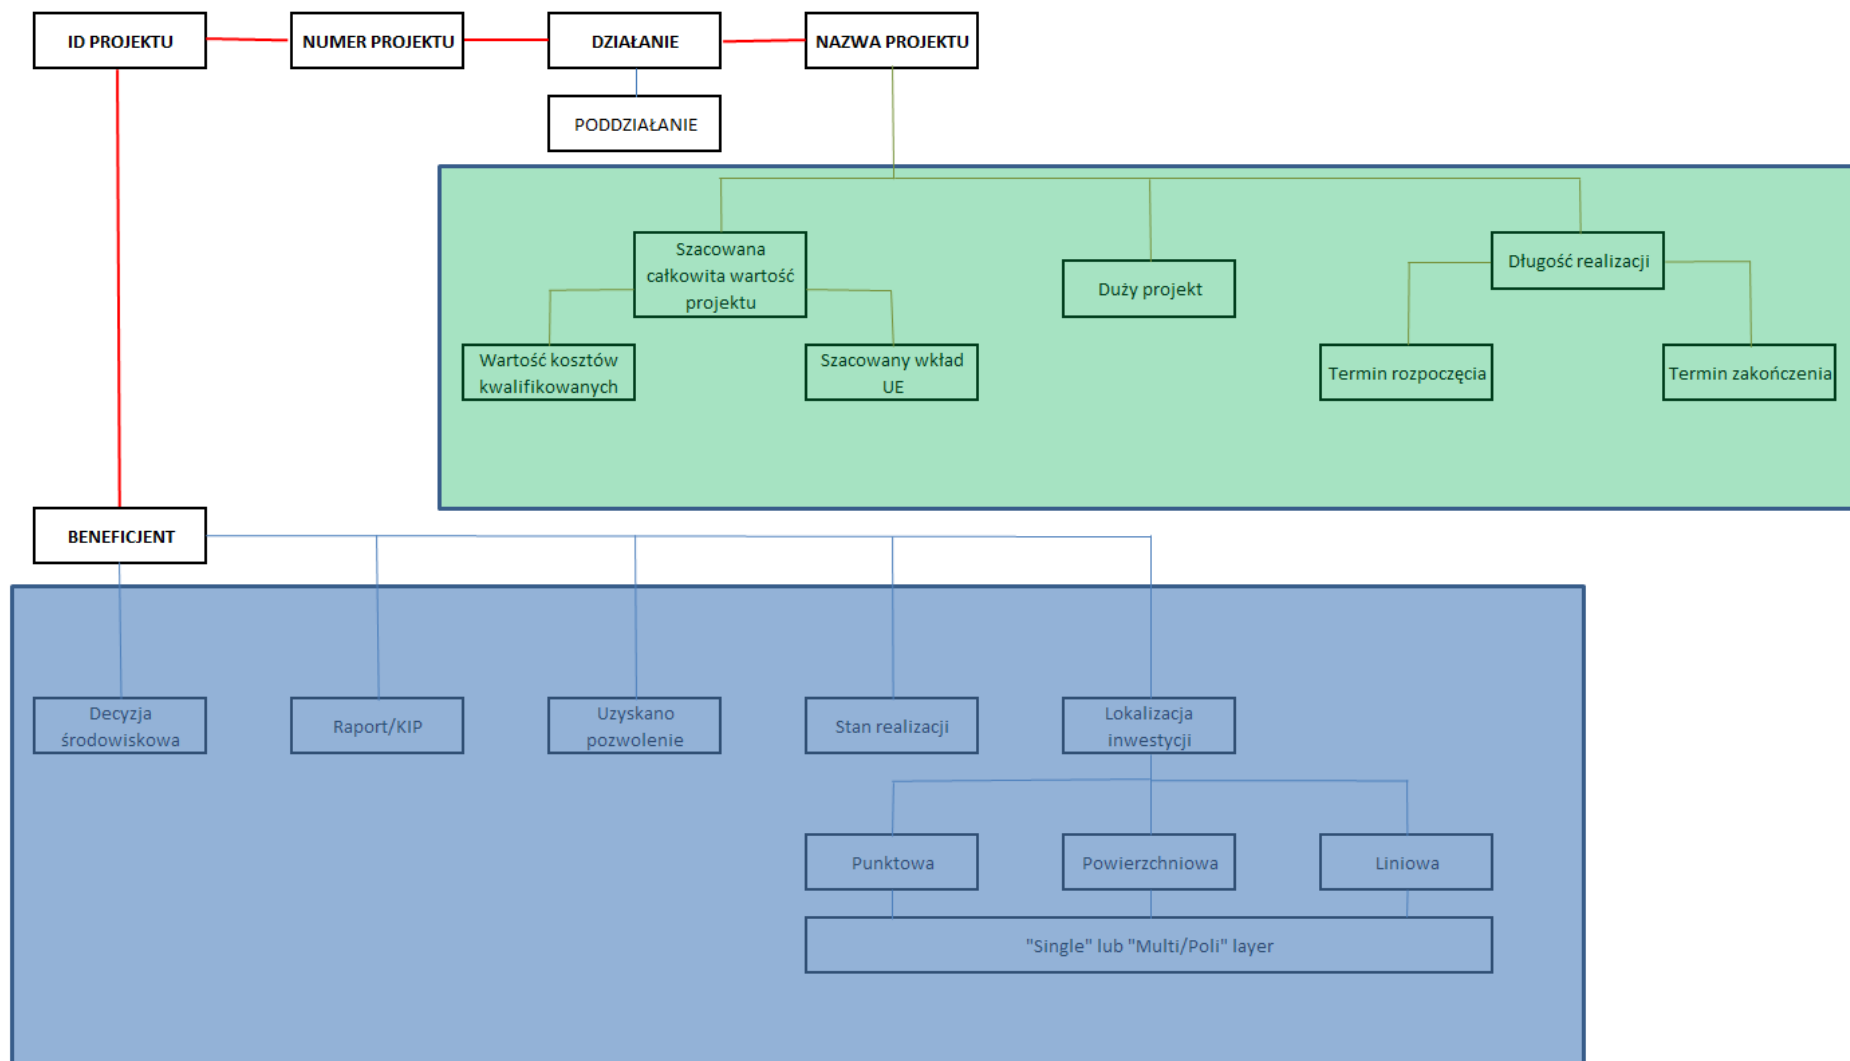 ID PROJEKTU
NUMER PROJEKTU
DZIAŁANIE
NAZWA PROJEKTU
PODDZIAŁANIE
Szacowana
całkowita wartość
projektu
Duży projekt
Długość realizacji
Wartość kosztów
kwalifikowanych
Szacowany wkład
UE
Termin rozpoczęcia
Termin zakończenia
BENEFICJENT
Decyzja
środowiskowa
Raport/KIP
Uzyskano
pozwolenie
Stan realizacji
Lokalizacja
inwestycji
Punktowa
Powierzchniowa
Liniowa
"Single" lub "Multi/Poli" layer